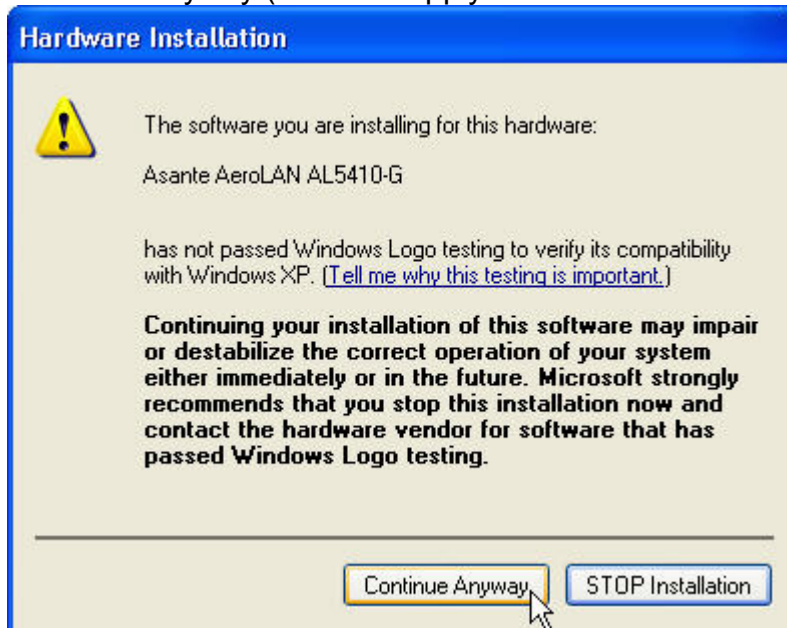 Hardware Installation
The software you are installing for this hardware:
Asante AeroLAN AL5410-G
has not passed Windows Logo testing to verify its compatibility
with Windows XP. (Tell me why this testing is important.)
Continuing your installation of this software may impair
or destabilize the correct operation of your system
either immediately or in the future. Microsoft strongly
recommends that you stop this installation now and
contact the hardware vendor for software that has
passed Windows Logo testing.
Continue Anyway
STOP Installation